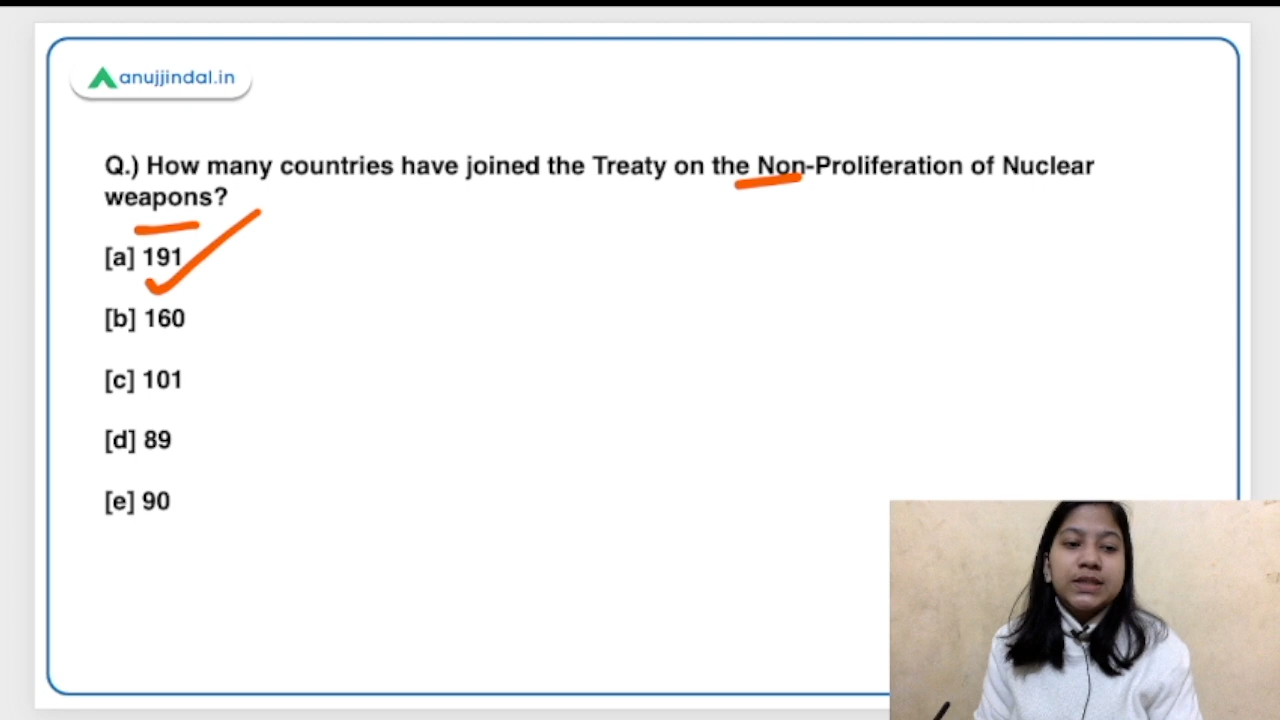 anujjindal.in
Q.) How many countries have joined the Treaty on the Non-Proliferation of Nuclear
weapons?
[a] 191
[b] 160
[c] 101
[d] 89
[e] 90